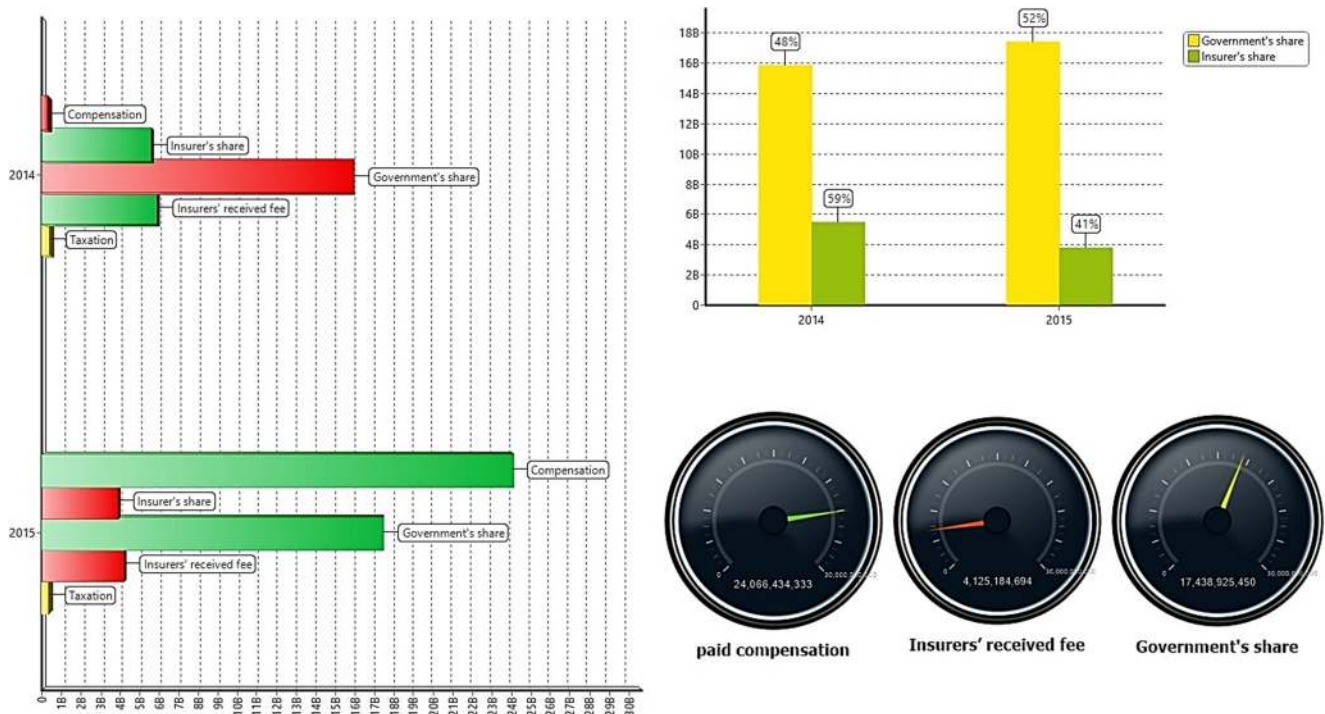 Compensation
Insurer's share
2014
Government's share
Insurers' received fee
Taxation
Compensation
Insurer's share
2015
Government's share
Insurers' received fee
Taxation
0 1B 2B 3B 4B 5B 6B 7B 8B 9B 10B 11B 12B 13B 14B 15B 16B 17B 18B 19B 20B 21B 22B 23B 24B 25B 26B 27B 28B 29B 30B
52%
48%
59%
41%
18B
16B
14B
12B
10B
8B
6B
4B
2B
0
2014 2015
Government's share
Insurer's share
0
24,066,434,333
paid compensation
0
4,125,184,694
Insurers' received fee
0
17,438,925,450
Government's share